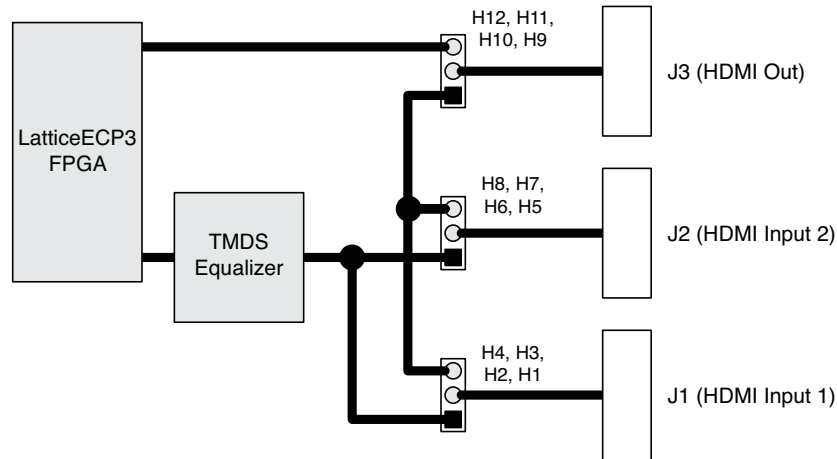 H12, H11,
H10, H9
J3 (HDMI Out)
LatticeECP3
FPGA
H8, H7,
H6, H5
J2 (HDMI Input 2)
TMDS
Equalizer
H4, H3,
H2, H1
J1 (HDMI Input 1)